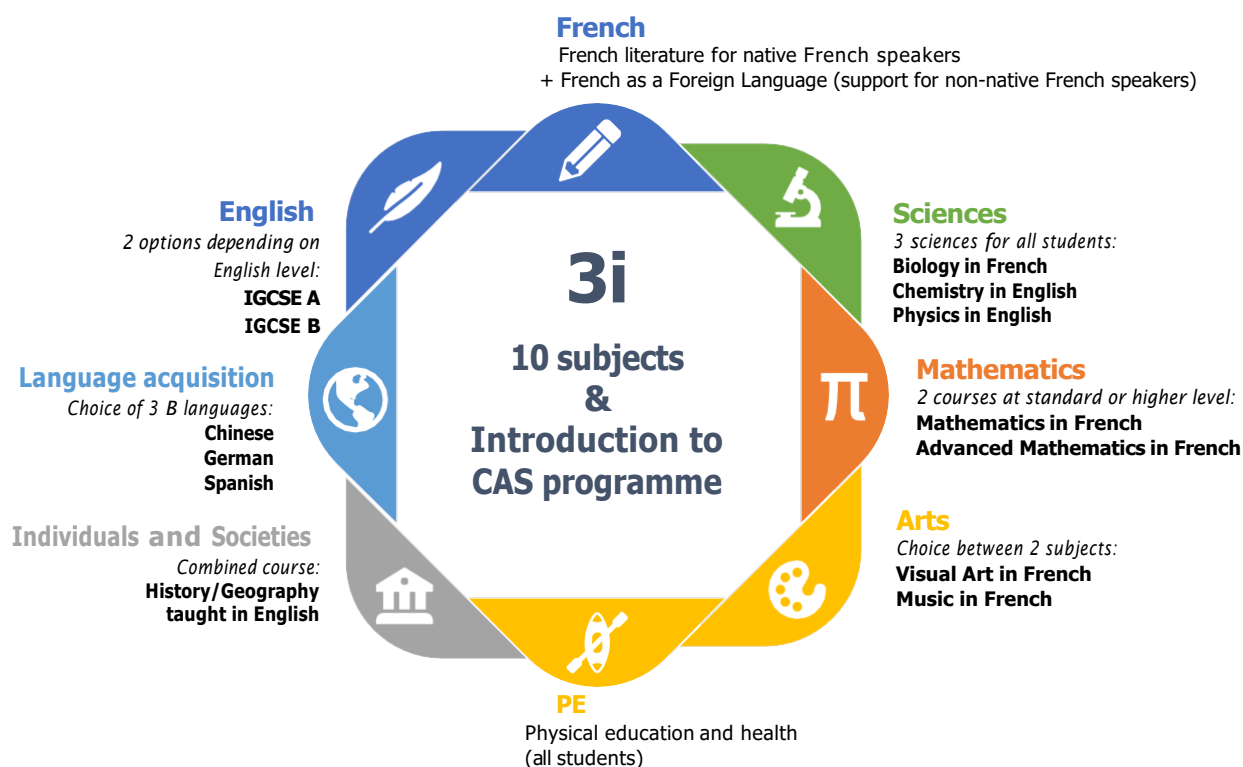 French
French literature for native French speakers
+ French as a Foreign Language (support for non-native French speakers)
English
2 options depending on
English level:
IGCSE A
IGCSE B
Sciences
3 sciences for all students:
Biology in French
Chemistry in English
Physics in English
3i
10 subjects
&
Introduction to
CAS programme
Language acquisition
Choice of 3 B languages:
Chinese
German
Spanish
π
Mathematics
2 courses at standard or higher level:
Mathematics in French
Advanced Mathematics in French
Individuals and Societies
Combined course:
History/Geography
taught in English
Arts
Choice between 2 subjects:
Visual Art in French
Music in French
PE
Physical education and health
(all students)